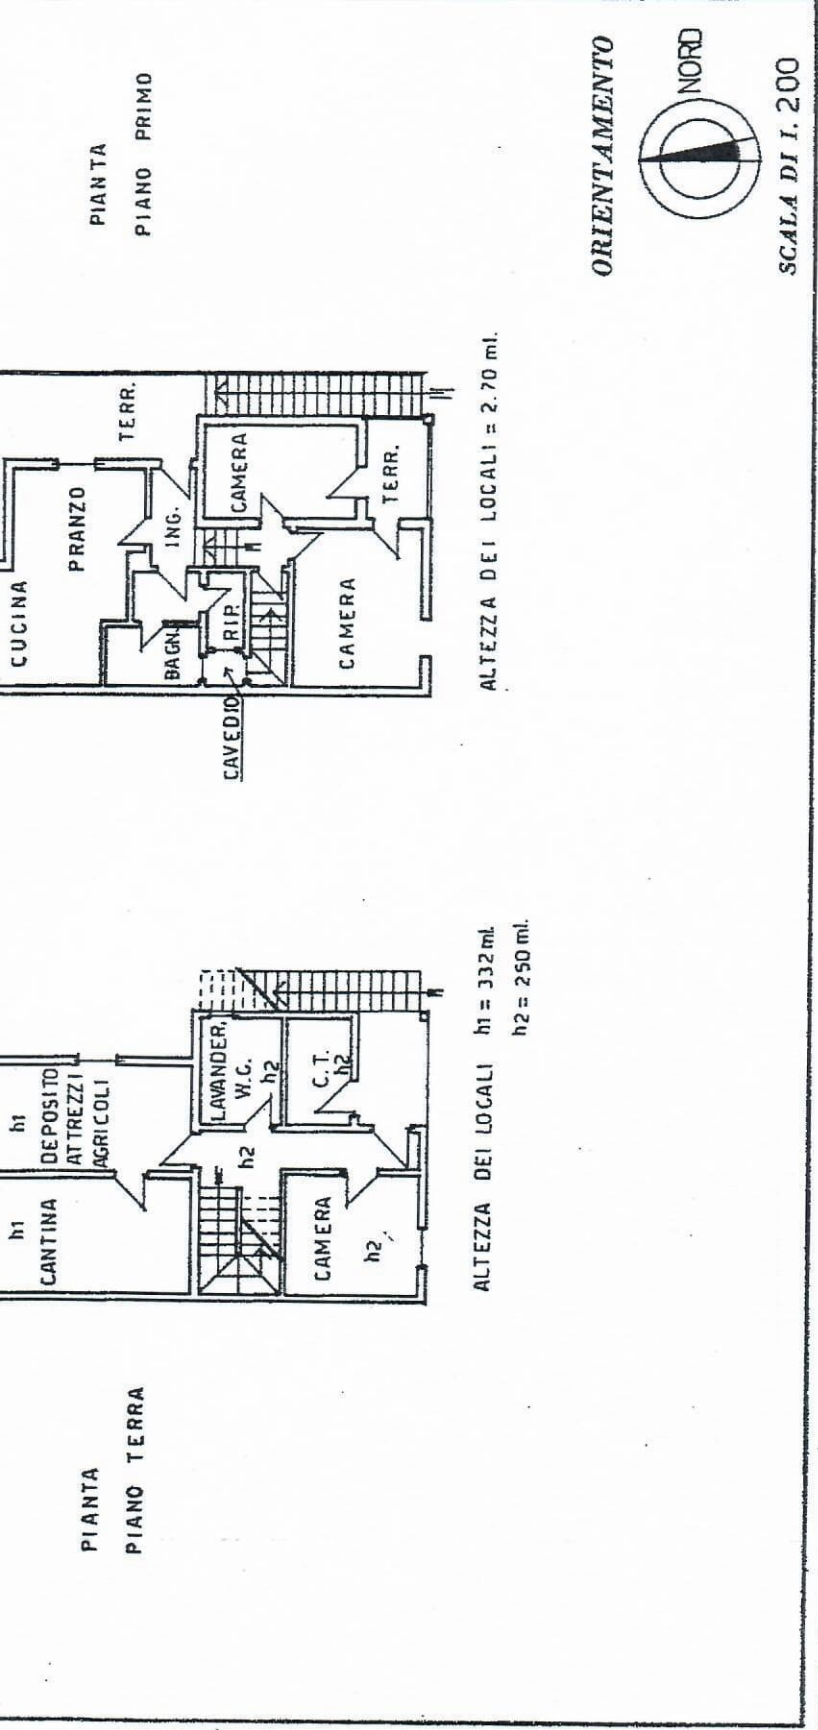 PIANTA
PIANO TERRA
h1
CANTINA
h1
DEPOSITO
ATTREZZI
AGRICOLI
LAVANDER.
W.C.
h2
h2
C.T.
h2
CAMERA
h2
ALTEZZA DEI LOCALI h1 = 332 ml.
h2 = 250 ml.
PIANTA
PIANO PRIMO
CUCINA
PRANZO
TERR.
ING.
BAGN.
RIP.
CAVEDIO
CAMERA
CAMERA
TERR.
ALTEZZA DEI LOCALI = 2.70 ml.
ORIENTAMENTO
NORD
SCALA DI 1. 200